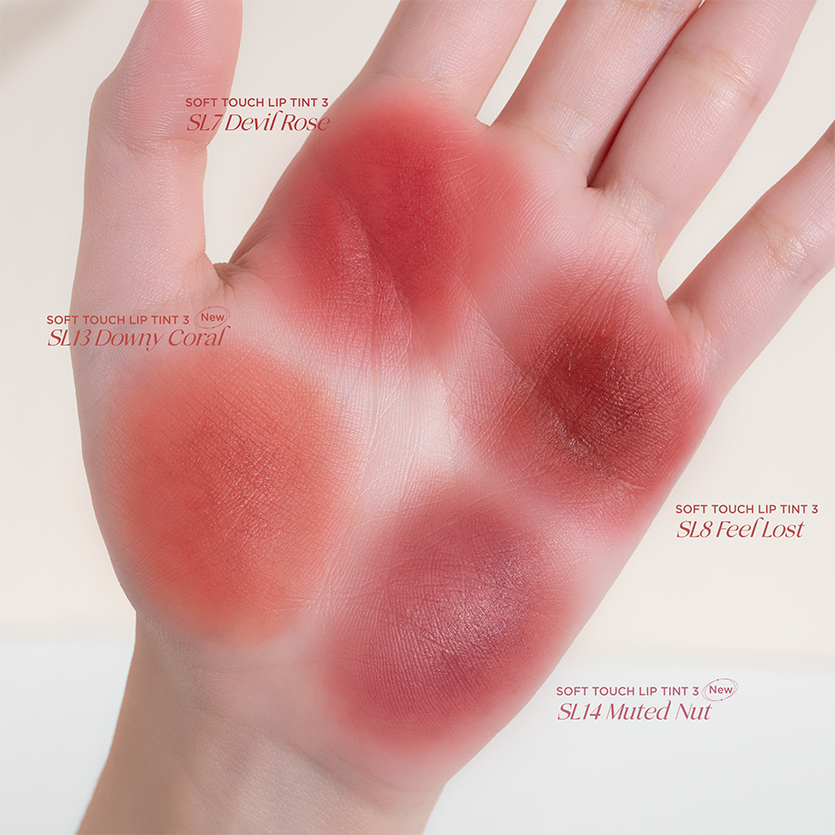 SOFT TOUCH LIP TINT 3
SL7 Devil Rose
SOFT TOUCH LIP TINT 3 New
SL13 Downy Coral
SOFT TOUCH LIP TINT 3
SL8 Feel Lost
SOFT TOUCH LIP TINT 3 New
SL14 Muted Nut